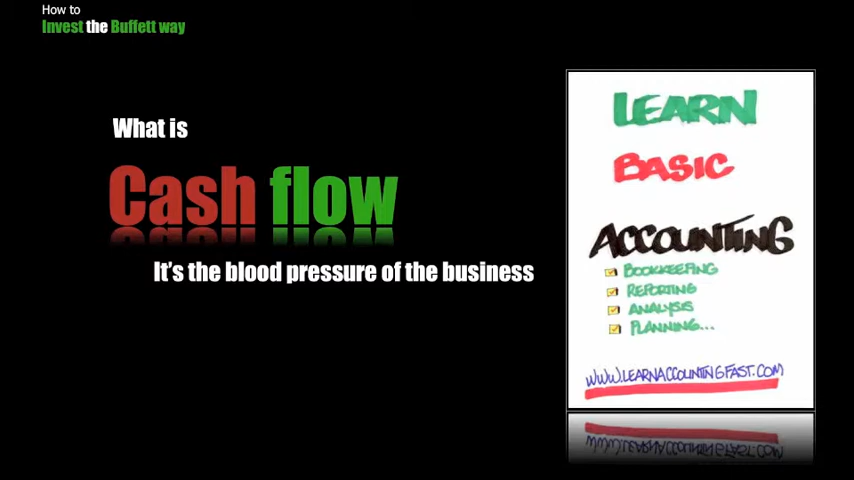 How to
Invest the Buffett way
What is
Cash flow
It's the blood pressure of the business
LEARN
BASIC
ACCOUNTING
BOOKKEEPING
REPORTING
ANALYSIS
PLANNING...
WWW.LEARNACCOUNTINGFAST.COM